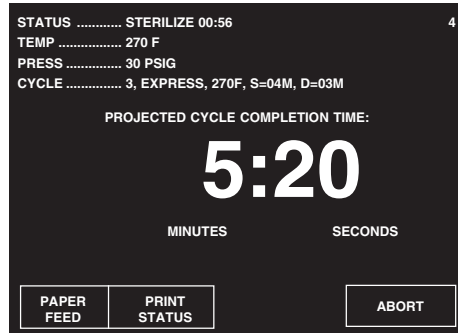 STATUS ............ STERILIZE 00:56 4
TEMP ................. 270 F
PRESS ............... 30 PSIG
CYCLE ............... 3, EXPRESS, 270F, S=04M, D=03M
PROJECTED CYCLE COMPLETION TIME:
5:20
MINUTES SECONDS
PAPER FEED
PRINT STATUS
ABORT